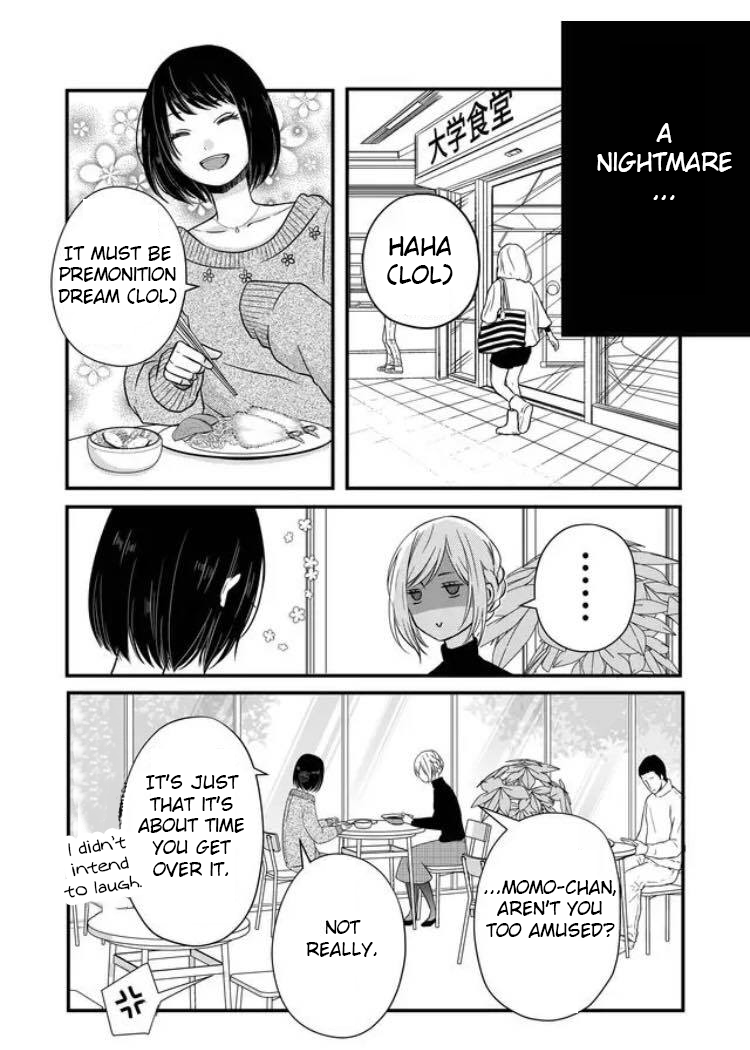 A
NIGHTMARE
...
大学食堂
HAHA
(LOL)
IT MUST BE
PREMONITION
DREAM (LOL)
......
...MOMO-CHAN,
AREN'T YOU
TOO AMUSED?
NOT
REALLY.
IT'S JUST
THAT IT'S
ABOUT TIME
YOU GET
OVER IT.
I didn't
intend
to laugh.